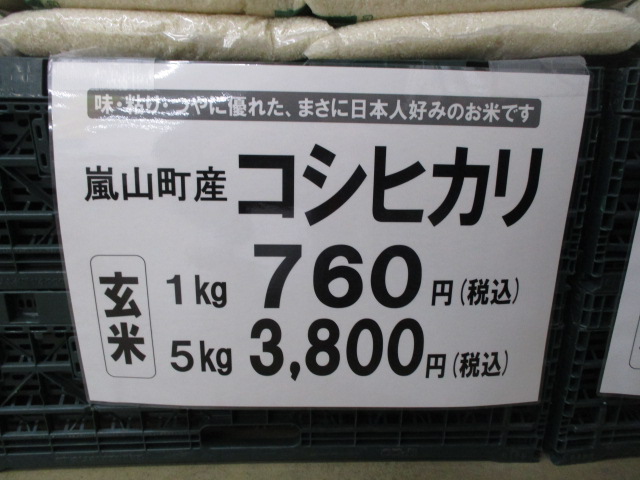 味・粘り・つやに優れた、まさに日本人好みのお米です
嵐山町産 コシヒカリ
玄米
1kg 760円(税込)
5kg 3,800円(税込)